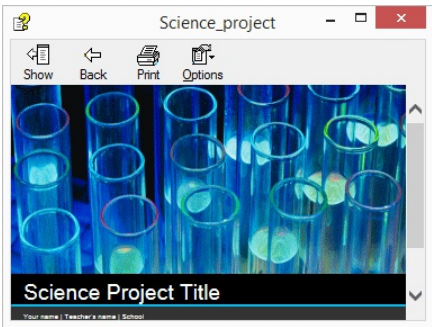 Science_project
Show Back Print Options
Science Project Title
Your name | Teacher's name | School